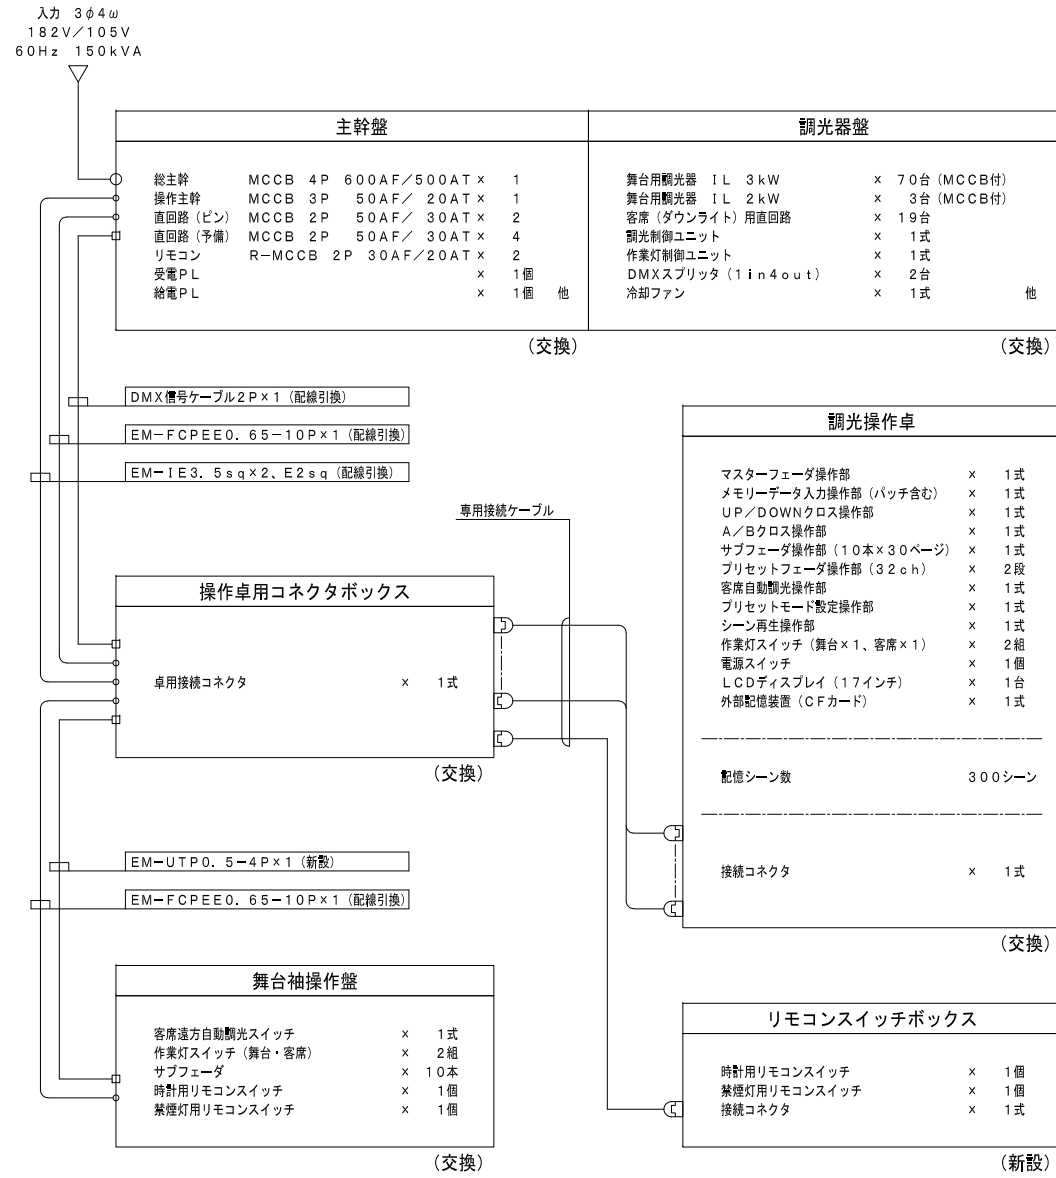 入力 3φ4ω
182V/105V
60Hz 150kVA
主幹盤
総主幹 MCCB 4P 600AF/500AT× 1
操作主幹 MCCB 3P 50AF/ 20AT× 1
直回路(ピン) MCCB 2P 50AF/ 30AT× 2
直回路(予備) MCCB 2P 50AF/ 30AT× 4
リモコン R-MCCB 2P 30AF/20AT× 2
受電PL × 1個
給電PL × 1個 他
(交換)
調光器盤
舞台用調光器 IL 3kW × 70台(MCCB付)
舞台用調光器 IL 2kW × 3台(MCCB付)
客席(ダウンライト)用直回路 × 19台
調光制御ユニット × 1式
作業灯制御ユニット × 1式
DMXスプリッタ(1in4out) × 2台
冷却ファン × 1式 他
(交換)
DMX信号ケーブル2P×1(配線引換)
EM-FCPEE0.65-10P×1(配線引換)
EM-IE3.5sq×2、E2sq(配線引換)
専用接続ケーブル
操作卓用コネクタボックス
卓用接続コネクタ × 1式
(交換)
調光操作卓
マスターフェーダ操作部 × 1式
メモリーデータ入力操作部(パッチ含む) × 1式
UP/DOWNクロス操作部 × 1式
A/Bクロス操作部 × 1式
サブフェーダ操作部(10本×30ページ) × 1式
プリセットフェーダ操作部(32ch) × 2段
客席自動調光操作部 × 1式
プリセットモード設定操作部 × 1式
シーン再生操作部 × 1式
作業灯スイッチ(舞台×1、客席×1) × 2組
電源スイッチ × 1個
LCDディスプレイ(17インチ) × 1台
外部記憶装置(CFカード) × 1式
記憶シーン数 300シーン
接続コネクタ × 1式
(交換)
EM-UTP0.5-4P×1(新設)
EM-FCPEE0.65-10P×1(配線引換)
舞台袖操作盤
客席遠方自動調光スイッチ × 1式
作業灯スイッチ(舞台・客席) × 2組
サブフェーダ × 10本
時計用リモコンスイッチ × 1個
禁煙灯用リモコンスイッチ × 1個
(交換)
リモコンスイッチボックス
時計用リモコンスイッチ × 1個
禁煙灯用リモコンスイッチ × 1個
接続コネクタ × 1式
(新設)